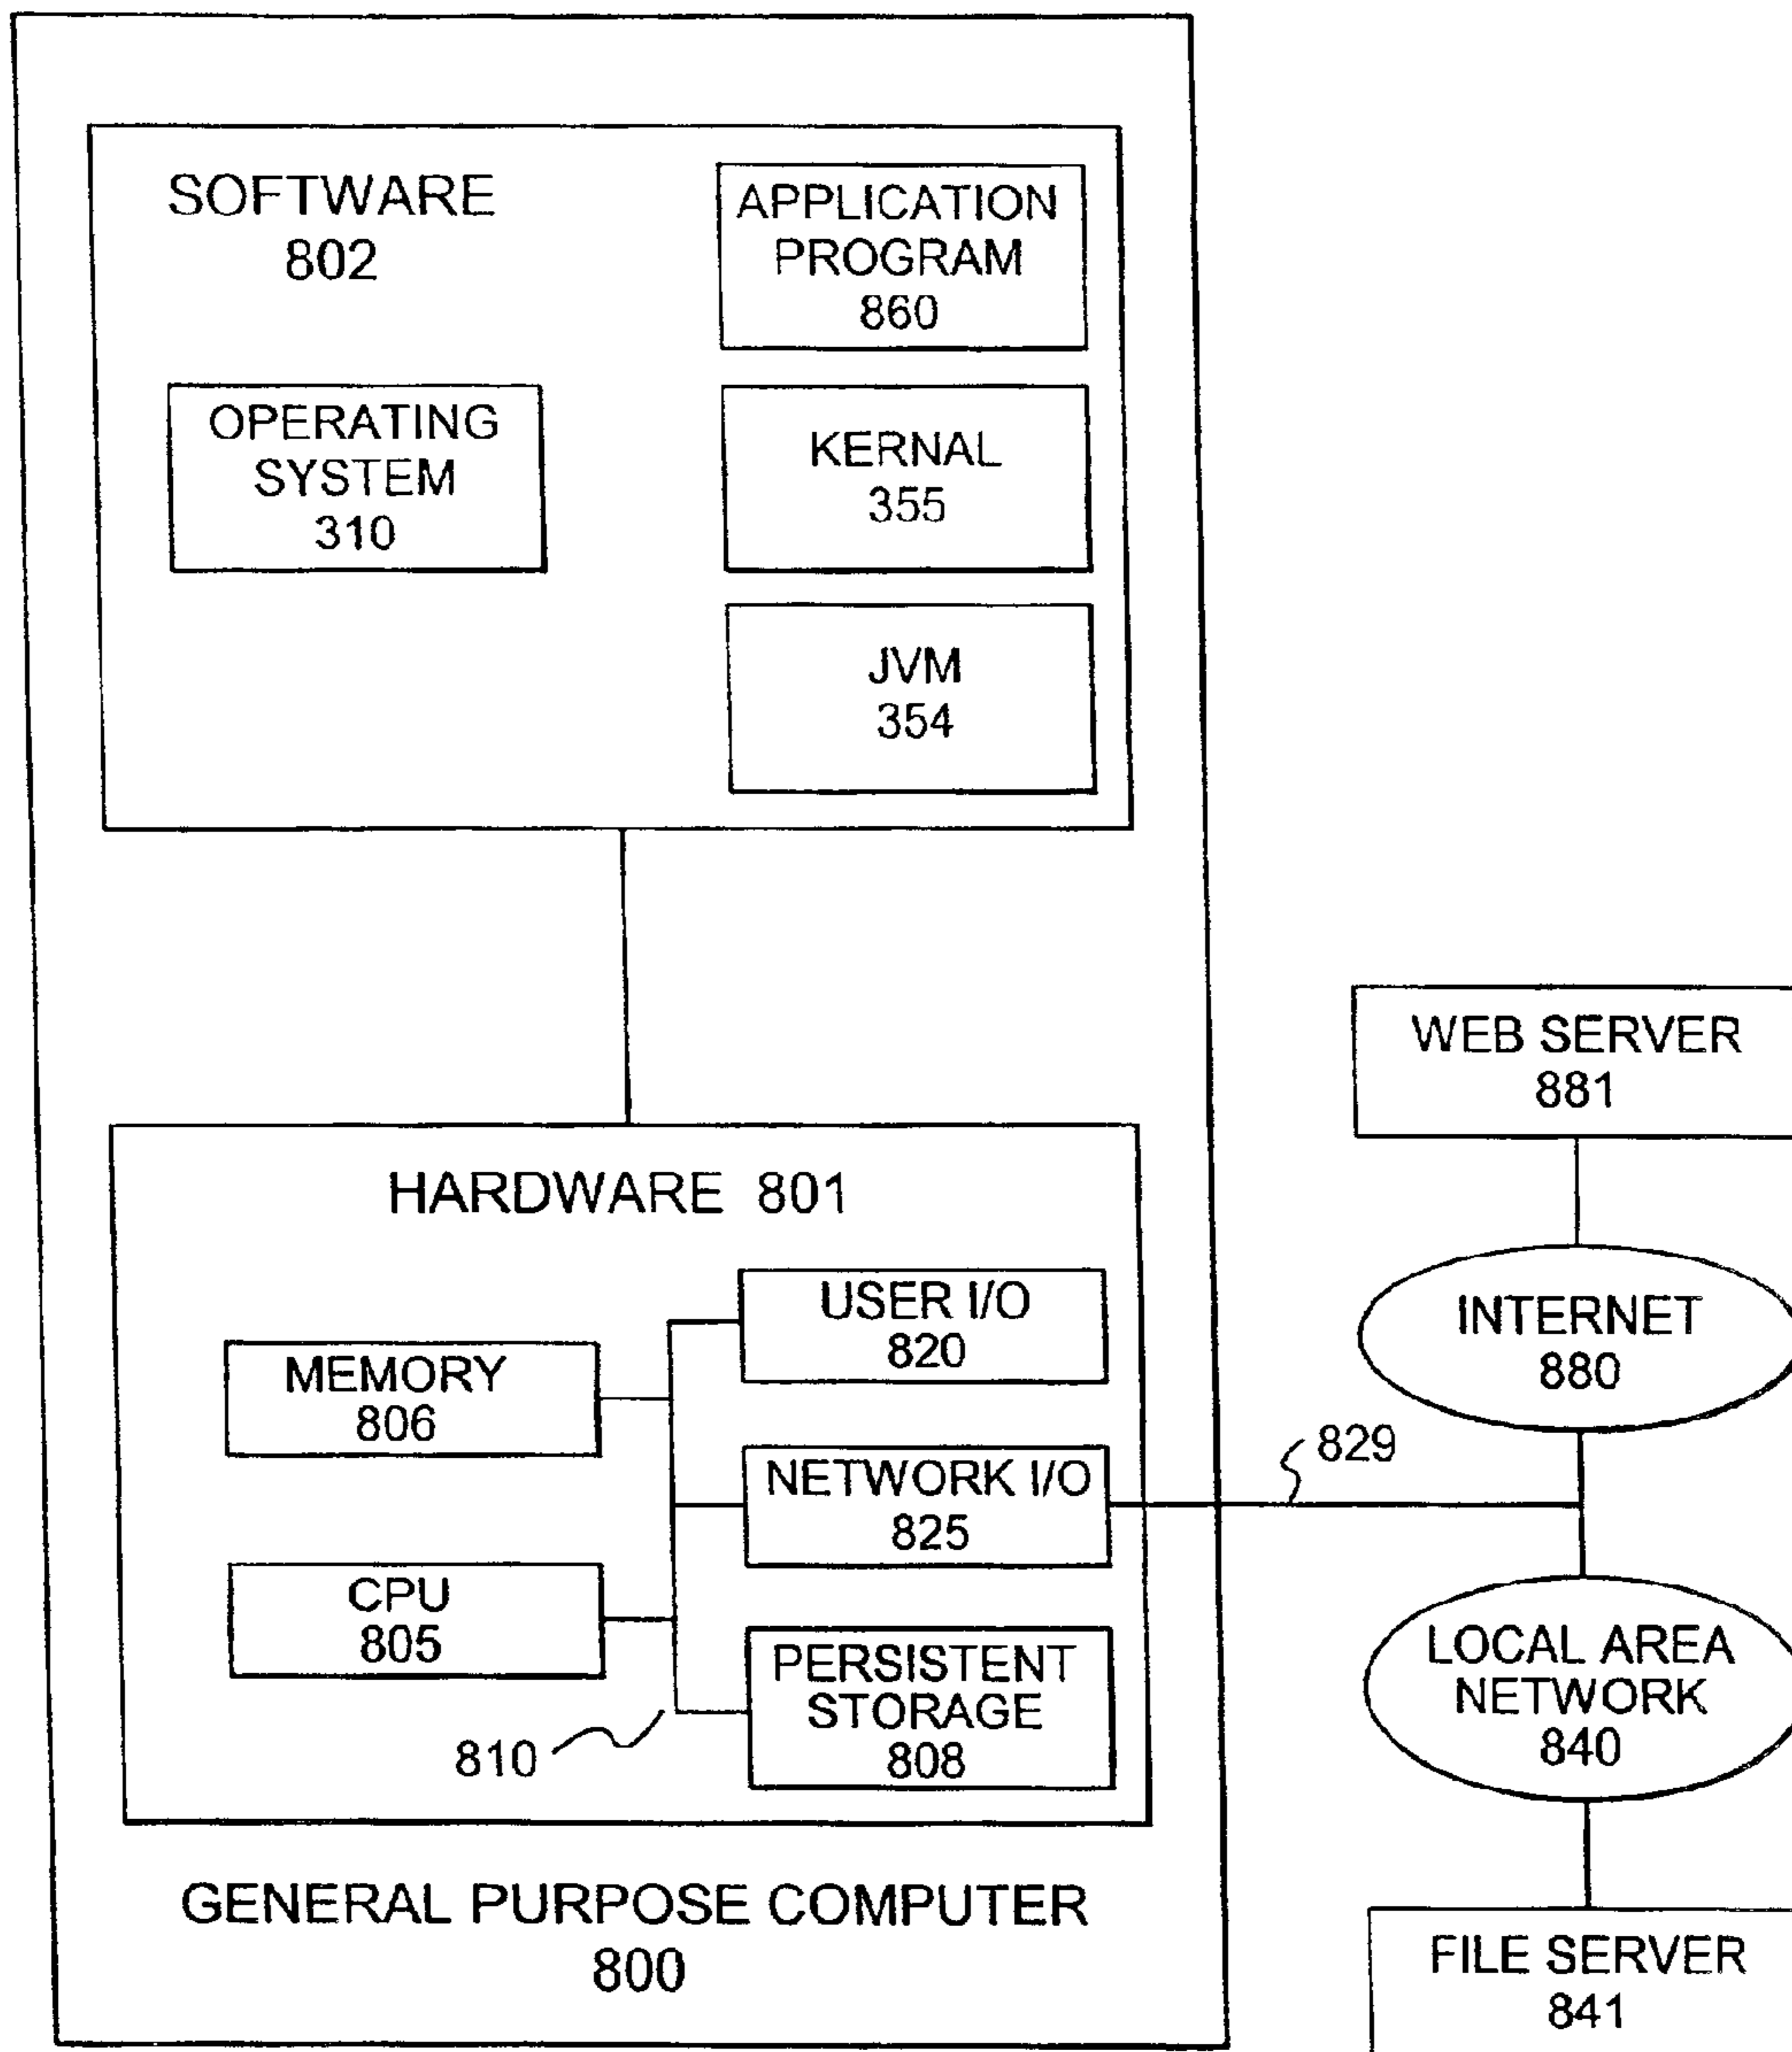 SOFTWARE
802
APPLICATION
PROGRAM
860
OPERATING
SYSTEM
310
KERNAL
355
JVM
354
HARDWARE 801
MEMORY
806
USER I/O
820
NETWORK I/O
825
CPU
805
PERSISTENT
STORAGE
808
810
GENERAL PURPOSE COMPUTER
800
WEB SERVER
881
INTERNET
880
829
LOCAL AREA
NETWORK
840
FILE SERVER
841